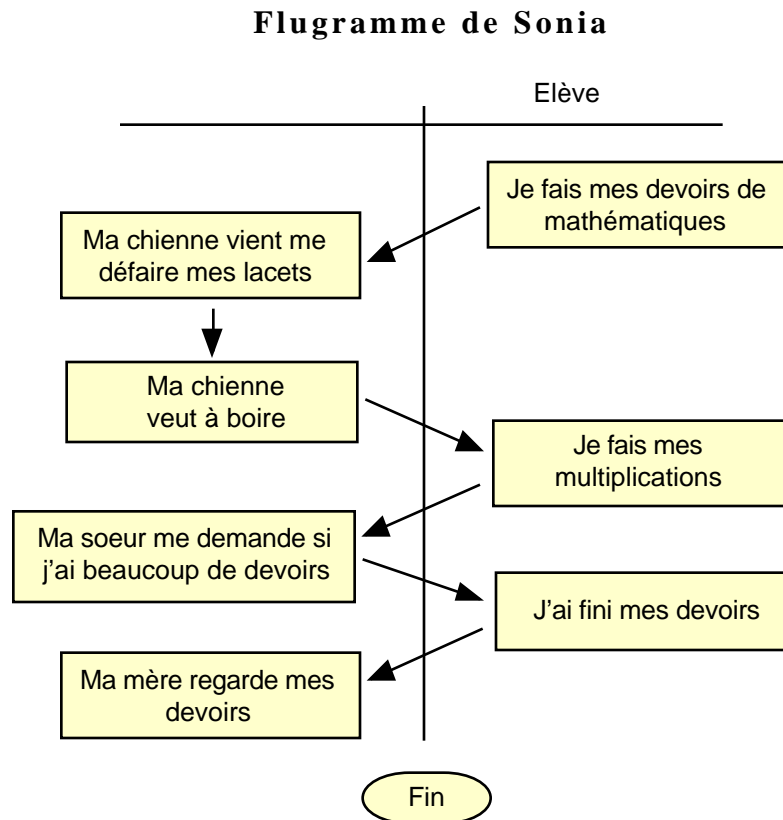 Flugramme de Sonia
Elève
Je fais mes devoirs de
mathématiques
Ma chienne vient me
défaire mes lacets
Ma chienne
veut à boire
Je fais mes
multiplications
Ma soeur me demande si
j'ai beaucoup de devoirs
J'ai fini mes devoirs
Ma mère regarde mes
devoirs
Fin